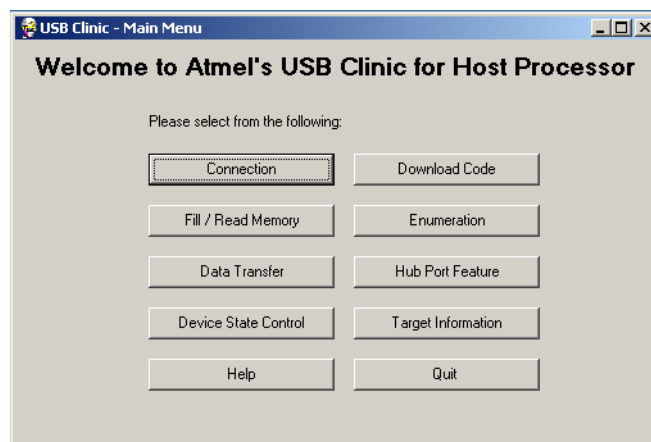 USB Clinic - Main Menu
Welcome to Atmel's USB Clinic for Host Processor
Please select from the following:
Connection
Download Code
Fill / Read Memory
Enumeration
Data Transfer
Hub Port Feature
Device State Control
Target Information
Help
Quit